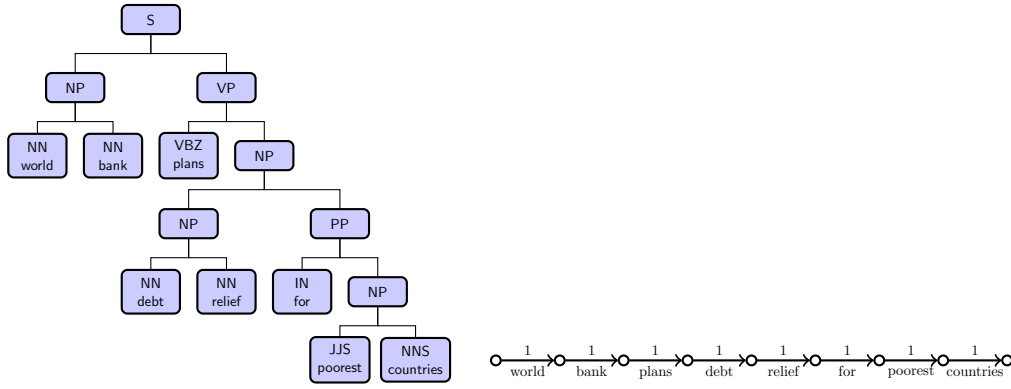 S
NP VP
NN NN VBZ NP
world bank plans
NP PP
NN NN IN NP
debt relief for
JJS NNS
poorest countries
1 1 1 1 1 1 1 1
world bank plans debt relief for poorest countries